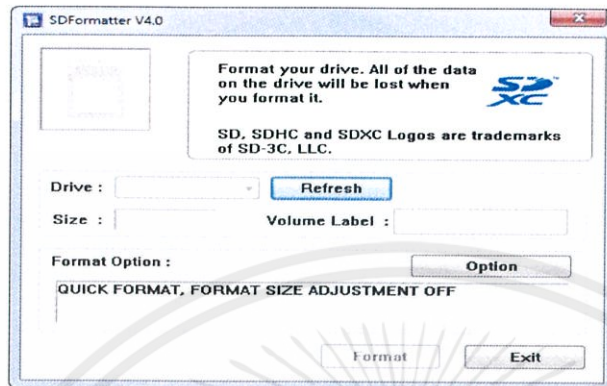 SDFormatter V4.0
Format your drive. All of the data
on the drive will be lost when
you format it.
SD XC
SD, SDHC and SDXC Logos are trademarks
of SD-3C, LLC.
Drive :
Refresh
Size :
Volume Label :
Format Option :
Option
QUICK FORMAT, FORMAT SIZE ADJUSTMENT OFF
Format
Exit